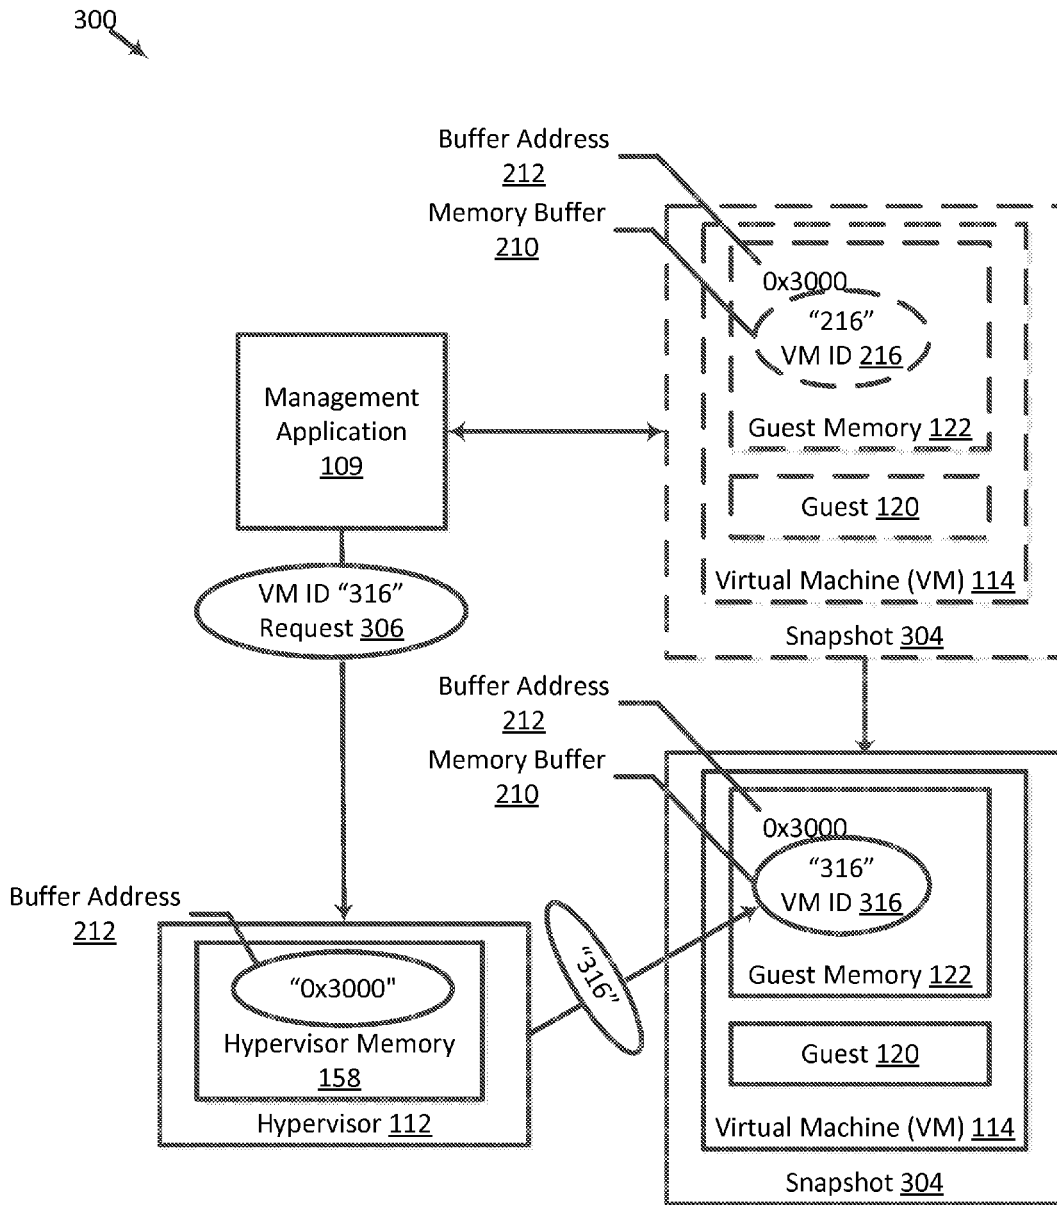 300
Buffer Address
212
Memory Buffer
210
0x3000
“216”
VM ID 216
Guest Memory 122
Guest 120
Virtual Machine (VM) 114
Snapshot 304
Management
Application
109
VM ID “316”
Request 306
Buffer Address
212
Memory Buffer
210
0x3000
“316”
VM ID 316
Guest Memory 122
Guest 120
Virtual Machine (VM) 114
Snapshot 304
Buffer Address
212
“0x3000"
Hypervisor Memory
158
Hypervisor 112
“316”